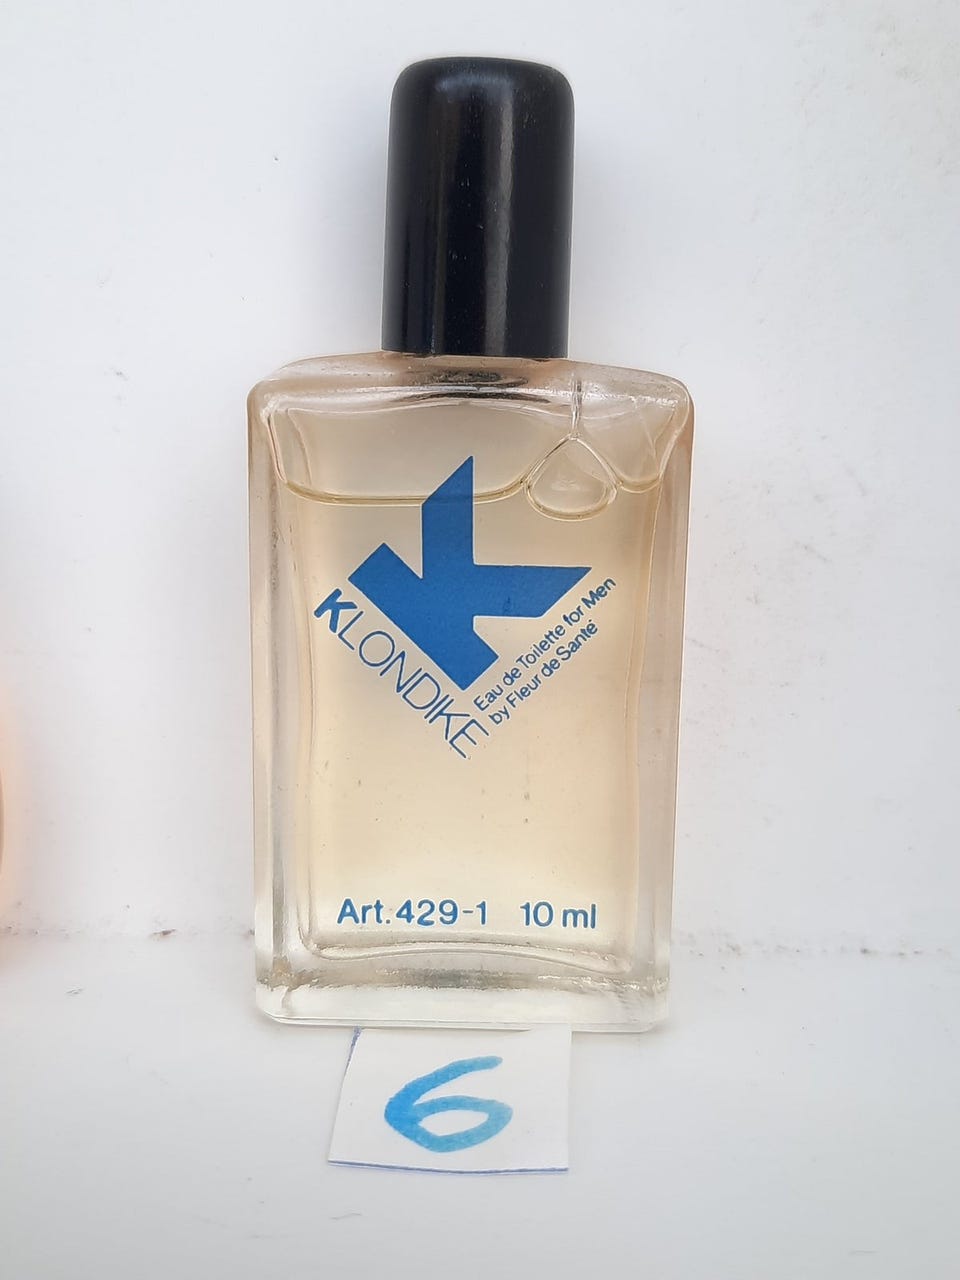 KLONDIKE
Eau de Toilette for Men
by Fleur de Santé
Art. 429-1 10 ml
6